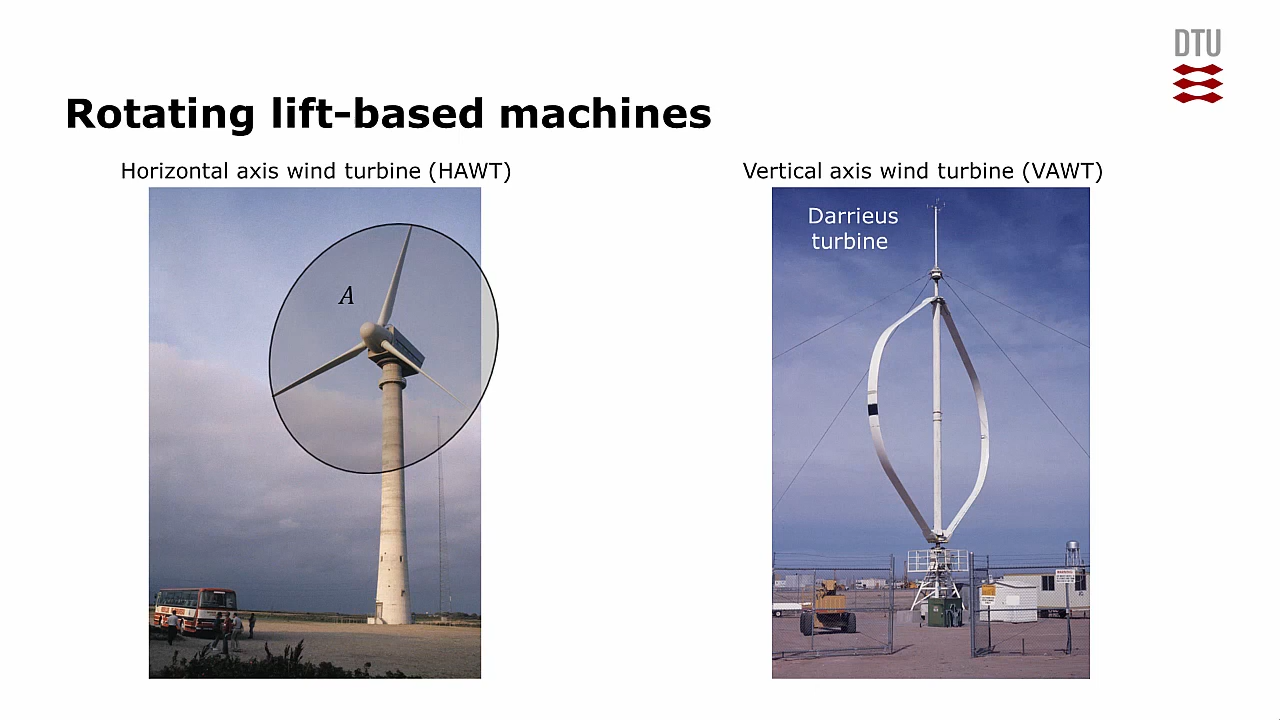 DTU
Rotating lift-based machines
Horizontal axis wind turbine (HAWT)
A
Vertical axis wind turbine (VAWT)
Darrieus
turbine